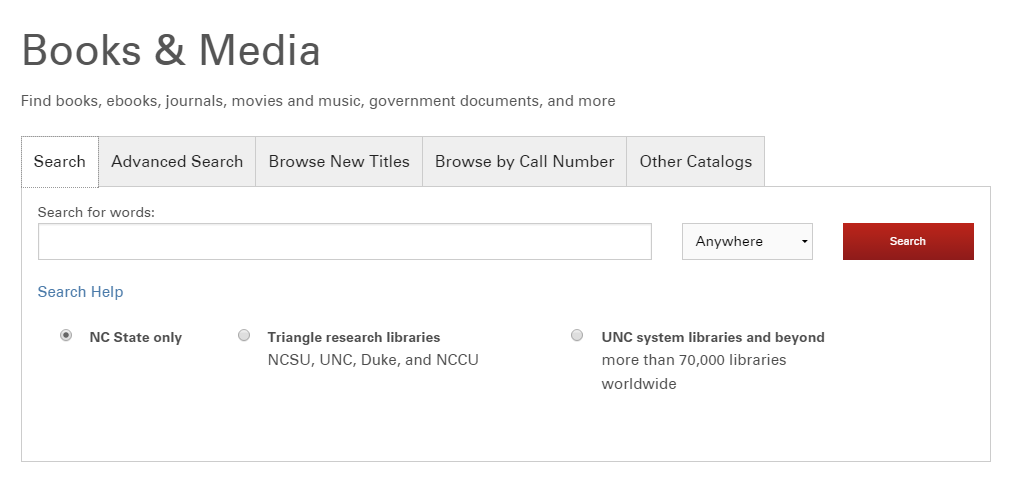 Books & Media
Find books, ebooks, journals, movies and music, government documents, and more
Search Advanced Search Browse New Titles Browse by Call Number Other Catalogs
Search for words:
Anywhere Search
Search Help
NC State only Triangle research libraries UNC system libraries and beyond
NCSU, UNC, Duke, and NCCU more than 70,000 libraries
worldwide